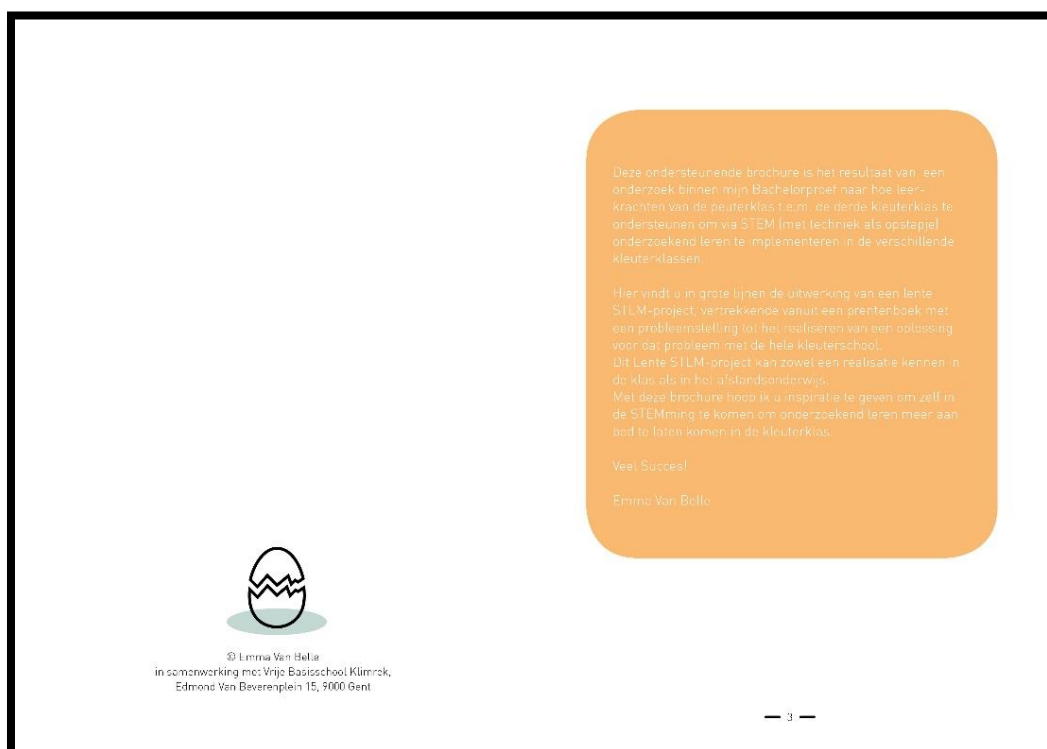 © Emma Van Belle
in samenwerking met Vrije Basisschool Klimrek,
Edmond Van Beverenplein 15, 9000 Gent
Deze ondersteunende brochure is het resultaat van een
onderzoek binnen mijn Bachelorproef naar hoe leer-
krachten van de peuterklas t.e.m. de derde kleuterklas te
ondersteunen om via STEM (met techniek als opstapje)
onderzoekend leren te implementeren in de verschillende
kleuterklassen.
Hier vindt u in grote lijnen de uitwerking van een lente
STEM-project, vertrekkende vanuit een prentenboek met
een probleemstelling tot het realiseren van een oplossing
voor dat probleem met de hele kleuterschool.
Dit Lente STEM-project kan zowel een realisatie kennen in
de klas als in het afstandsonderwijs.
Met deze brochure hoop ik u inspiratie te geven om zelf in
de STEMming te komen om onderzoekend leren meer aan
bod te laten komen in de kleuterklas.
Veel Succes!
Emma Van Belle
— 3 —